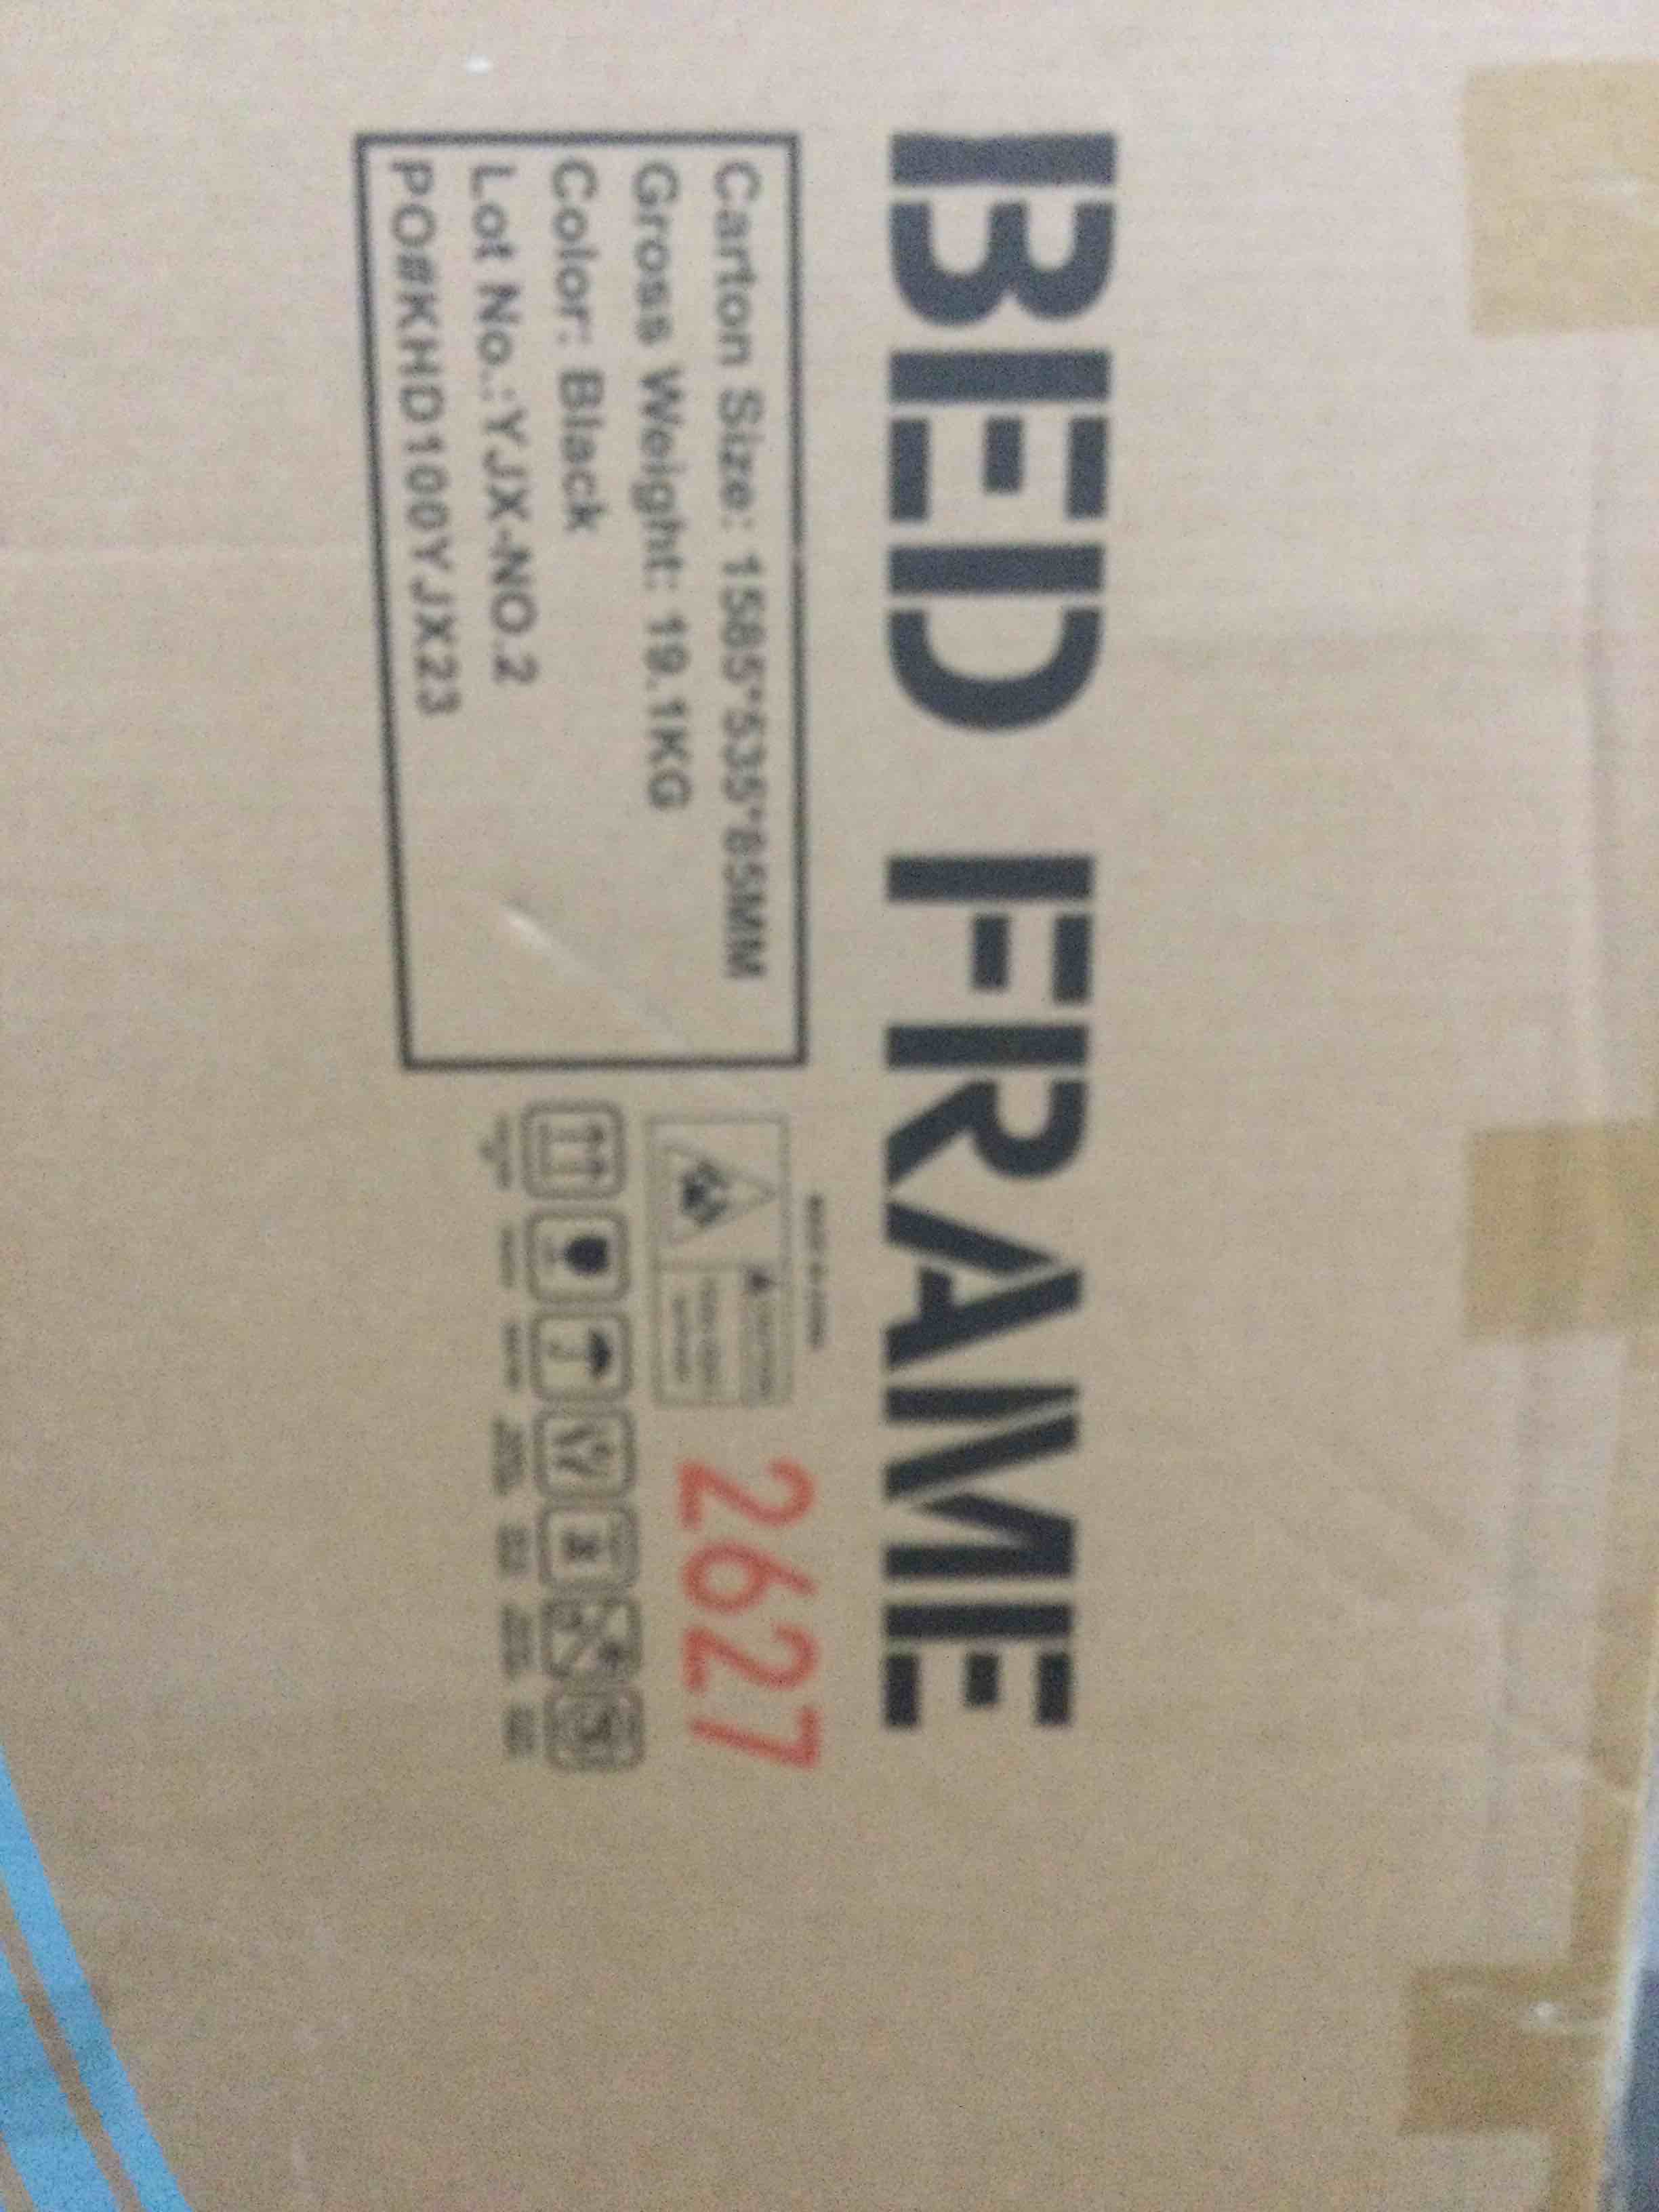 BED FRAME
Carton Size: 1585*535*85MM
Gross Weight: 19.1KG
Color: Black
Lot No.:YJX-NO.2
PO#KHD1100YJX23
2627